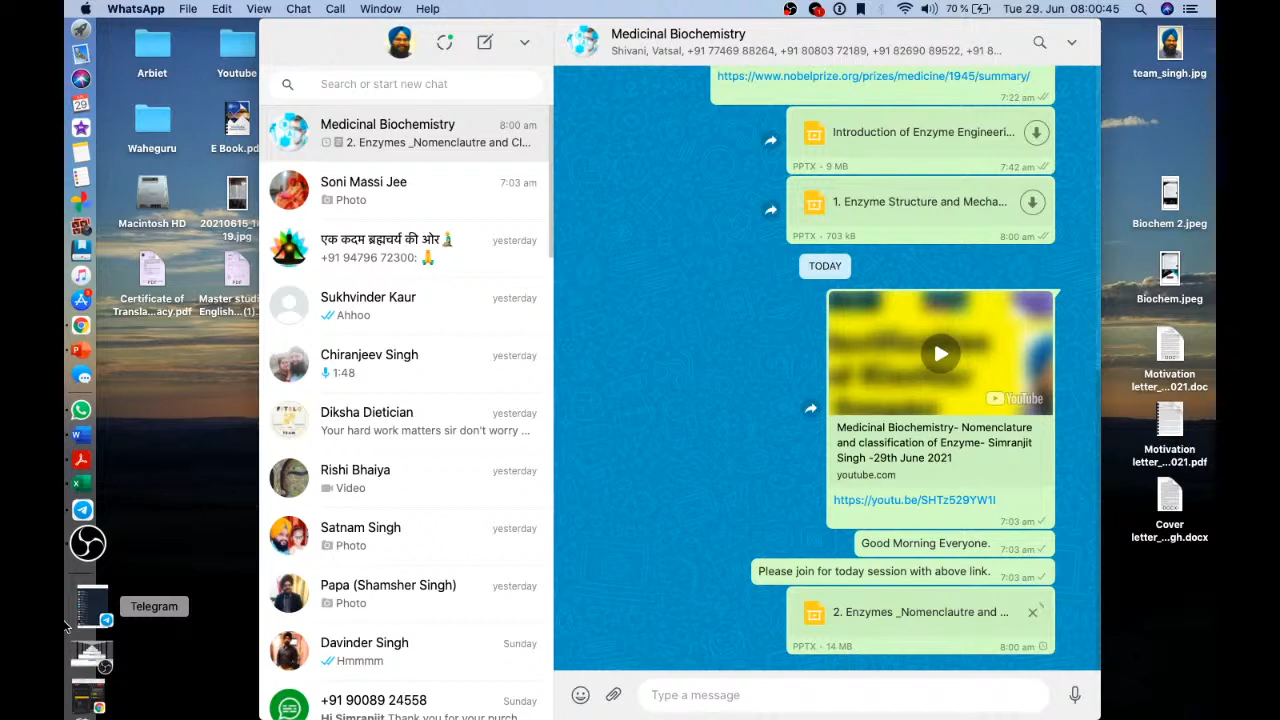 WhatsApp File Edit View Chat Call Window Help
70% Tue 29. Jun 08:00:45
Arbiet
Youtube
Waheguru
E Book.pd
Macintosh HD
Certificate of
Transla...acy.pdf
English...(1).
Telegram
Search or start new chat
Medicinal Biochemistry 8:00 am
2. Enzymes _Nomenclautre and Cl...
Soni Massi Jee 7:03 am
Photo
एक कदम ब्रह्मचर्य की ओर🧘‍♂️ yesterday
+91 94796 72300: 🙏
Sukhvinder Kaur yesterday
Ahhoo
Chiranjeev Singh yesterday
1:48
Diksha Dietician yesterday
Your hard work matters sir don't worry ...
Rishi Bhaiya yesterday
Video
Satnam Singh yesterday
Photo
Papa (Shamsher Singh) yesterday
Photo
Davinder Singh Sunday
Hmmmm
+91 90089 24558 Sunday
Medicinal Biochemistry
Shivani, Vatsal, +91 77469 88264, +91 80803 72189, +91 82690 89522, +91 8...
https://www.nobelprize.org/prizes/medicine/1945/summary/
7:22 am
Introduction of Enzyme Engineeri...
PPTX • 9 MB 7:42 am
1. Enzyme Structure and Mecha...
PPTX • 703 kB 8:00 am
TODAY
YouTube
Medicinal Biochemistry- Nomenclature
and classification of Enzyme- Simranjit
Singh -29th June 2021
youtube.com
https://youtu.be/SHTz529YW1I
7:03 am
Good Morning Everyone. 7:03 am
Please join for today session with above link. 7:03 am
2. Enzymes _Nomenclautre and ...
PPTX • 14 MB 8:00 am
Type a message
team_singh.jpg
Biochem 2.jpeg
Biochem.jpeg
Motivation
letter_...021.doc
Motivation
letter_...021.pdf
Cover
letter_...gh.docx